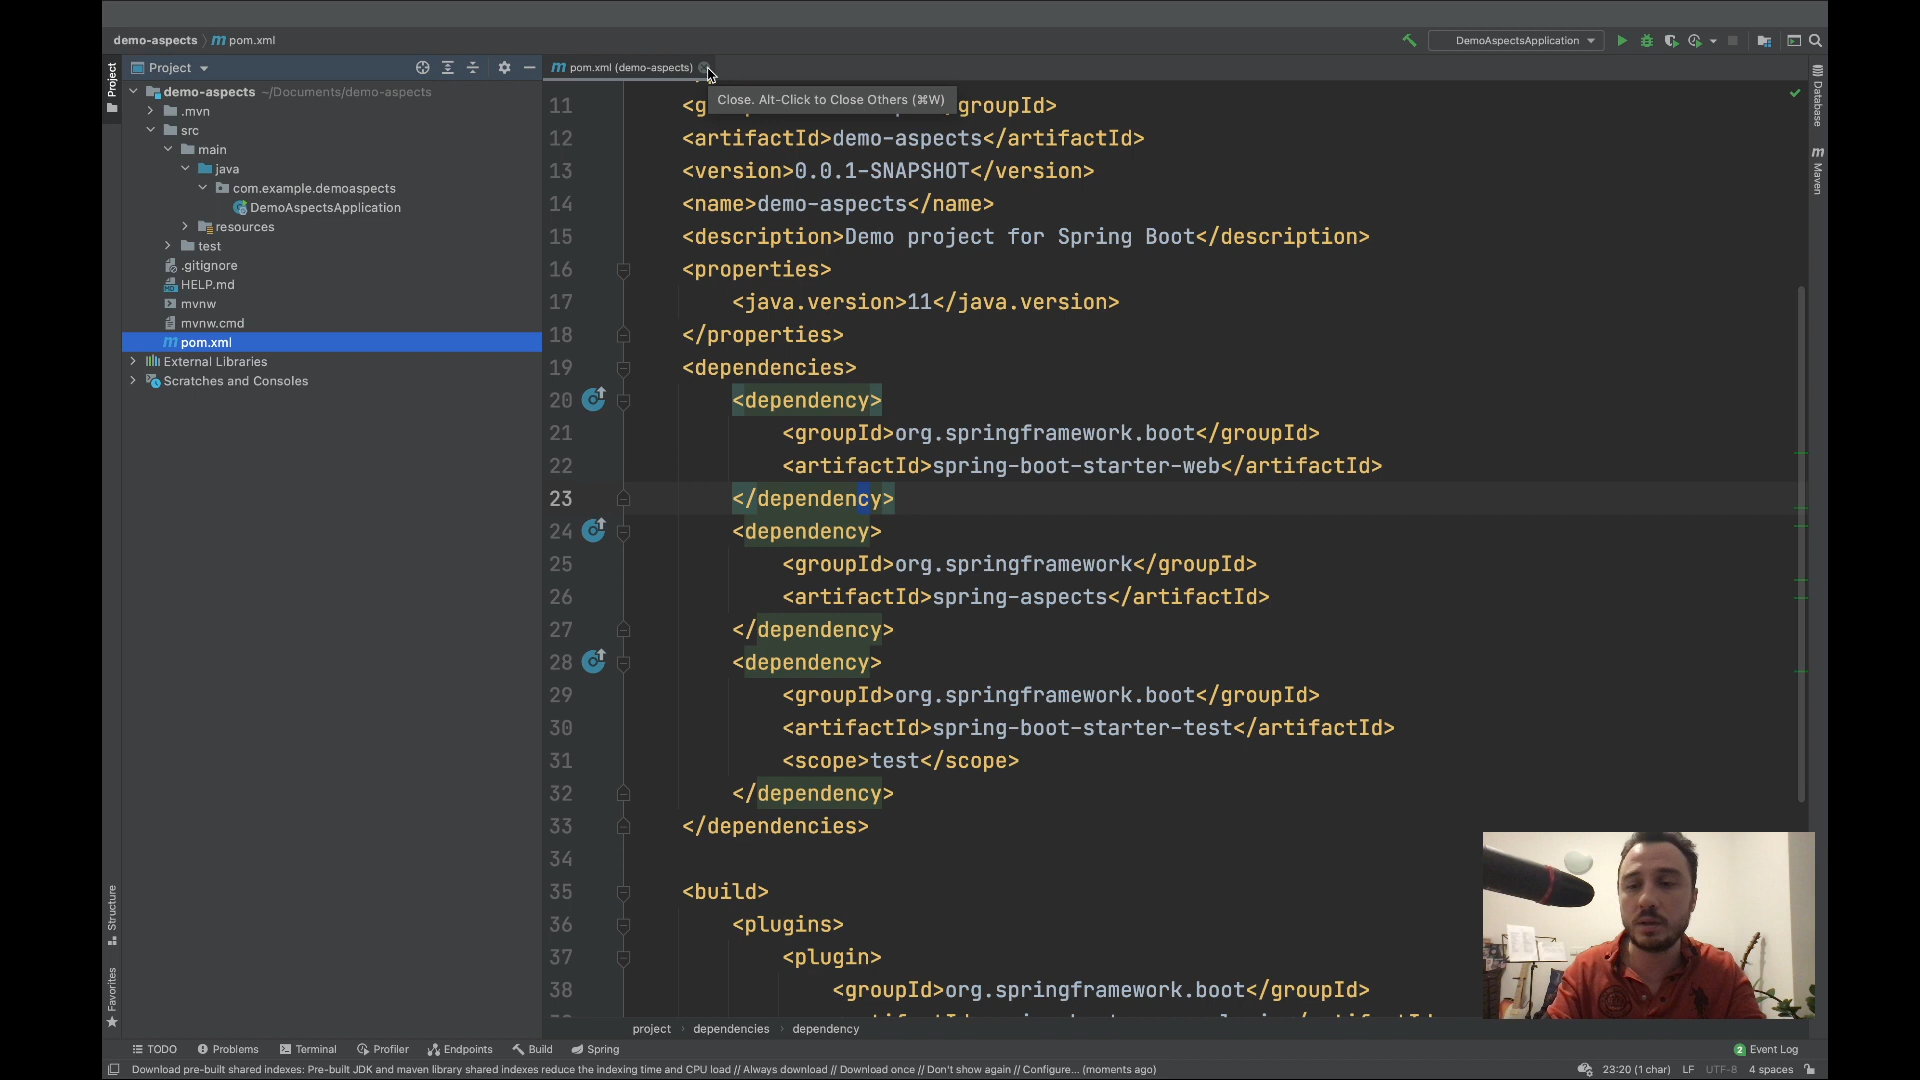 demo-aspects
pom.xml
DemoAspectsApplication
Project
Project
demo-aspects ~/Documents/demo-aspects
.mvn
src
main
java
com.example.demoaspects
DemoAspectsApplication
resources
test
.gitignore
HELP.md
mvnw
mvnw.cmd
pom.xml
External Libraries
Scratches and Consoles
Structure
Favorites
pom.xml (demo-aspects)
Close. Alt-Click to Close Others (⌘W)
11 <g groupId>
12 <artifactId>demo-aspects</artifactId>
13 <version>0.0.1-SNAPSHOT</version>
14 <name>demo-aspects</name>
15 <description>Demo project for Spring Boot</description>
16 <properties>
17 <java.version>11</java.version>
18 </properties>
19 <dependencies>
20 <dependency>
21 <groupId>org.springframework.boot</groupId>
22 <artifactId>spring-boot-starter-web</artifactId>
23 </dependency>
24 <dependency>
25 <groupId>org.springframework</groupId>
26 <artifactId>spring-aspects</artifactId>
27 </dependency>
28 <dependency>
29 <groupId>org.springframework.boot</groupId>
30 <artifactId>spring-boot-starter-test</artifactId>
31 <scope>test</scope>
32 </dependency>
33 </dependencies>
34
35 <build>
36 <plugins>
37 <plugin>
38 <groupId>org.springframework.boot</groupId>
Database
Maven
project
dependencies
dependency
TODO
Problems
Terminal
Profiler
Endpoints
Build
Spring
2 Event Log
Download pre-built shared indexes: Pre-built JDK and maven library shared indexes reduce the indexing time and CPU load // Always download // Download once // Don't show again // Configure... (moments ago)
23:20 (1 char) LF UTF-8 4 spaces